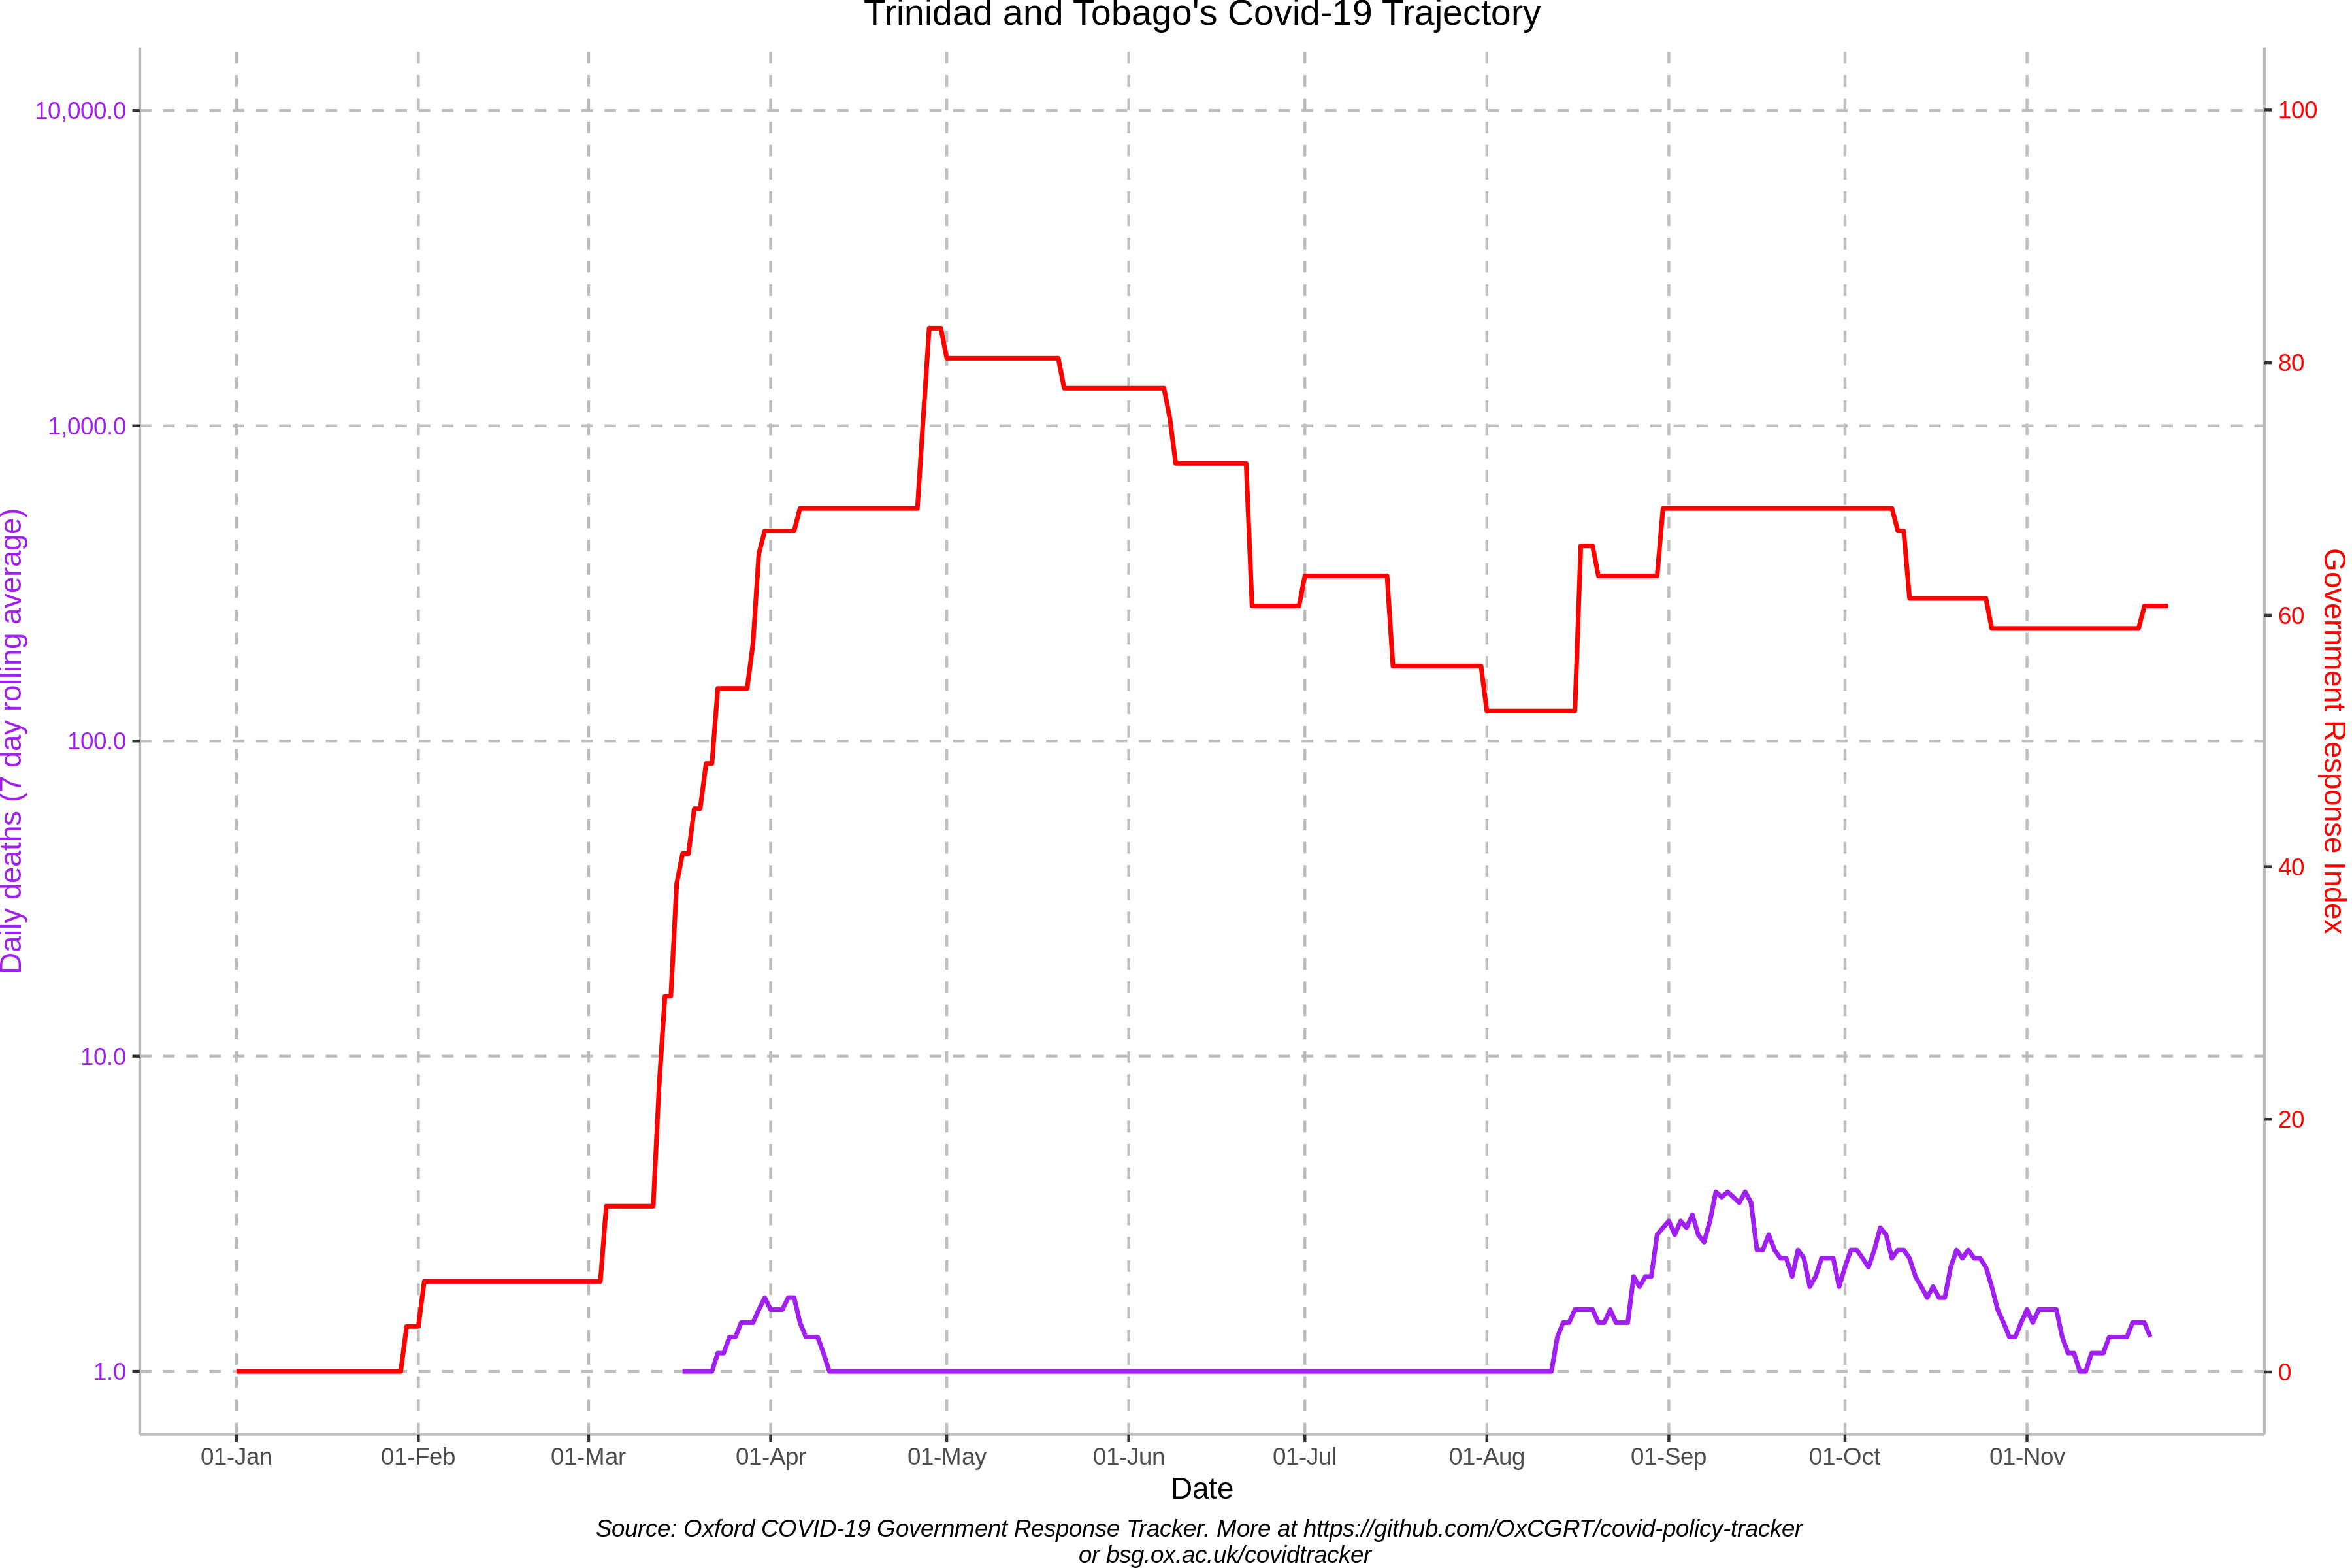 Trinidad and Tobago's Covid-19 Trajectory
10,000.0
1,000.0
100.0
10.0
1.0
Daily deaths (7 day rolling average)
100
80
60
40
20
0
Government Response Index
01-Jan
01-Feb
01-Mar
01-Apr
01-May
01-Jun
01-Jul
01-Aug
01-Sep
01-Oct
01-Nov
Date
Source: Oxford COVID-19 Government Response Tracker. More at https://github.com/OxCGRT/covid-policy-tracker
or bsg.ox.ac.uk/covidtracker